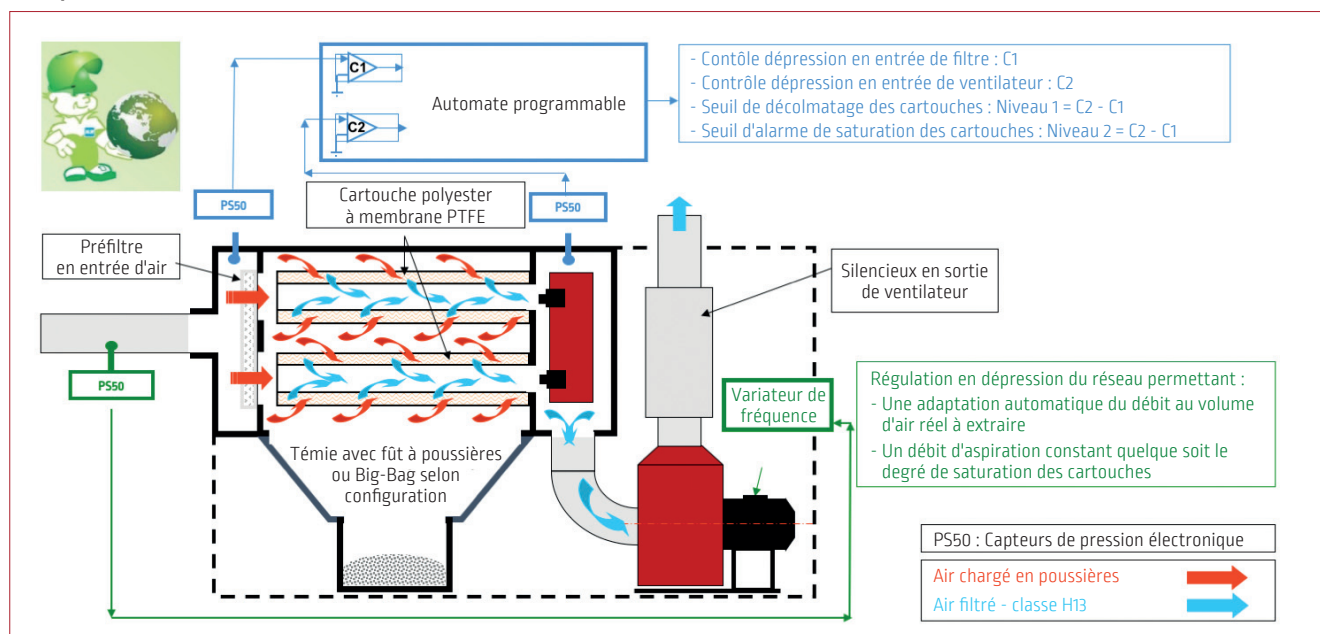 C1
C2
Automate programmable
- Contôle dépression en entrée de filtre : C1
- Contrôle dépression en entrée de ventilateur : C2
- Seuil de décolmatage des cartouches : Niveau 1 = C2 - C1
- Seuil d'alarme de saturation des cartouches : Niveau 2 = C2 - C1
PS50
Cartouche polyester
à membrane PTFE
PS50
Préfiltre
en entrée d'air
Silencieux en sortie
de ventilateur
PS50
Variateur de
fréquence
Régulation en dépression du réseau permettant :
- Une adaptation automatique du débit au volume
d'air réel à extraire
- Un débit d'aspiration constant quelque soit le
degré de saturation des cartouches
Témie avec fût à poussières
ou Big-Bag selon
configuration
PS50 : Capteurs de pression électronique
Air chargé en poussières
Air filtré - classe H13